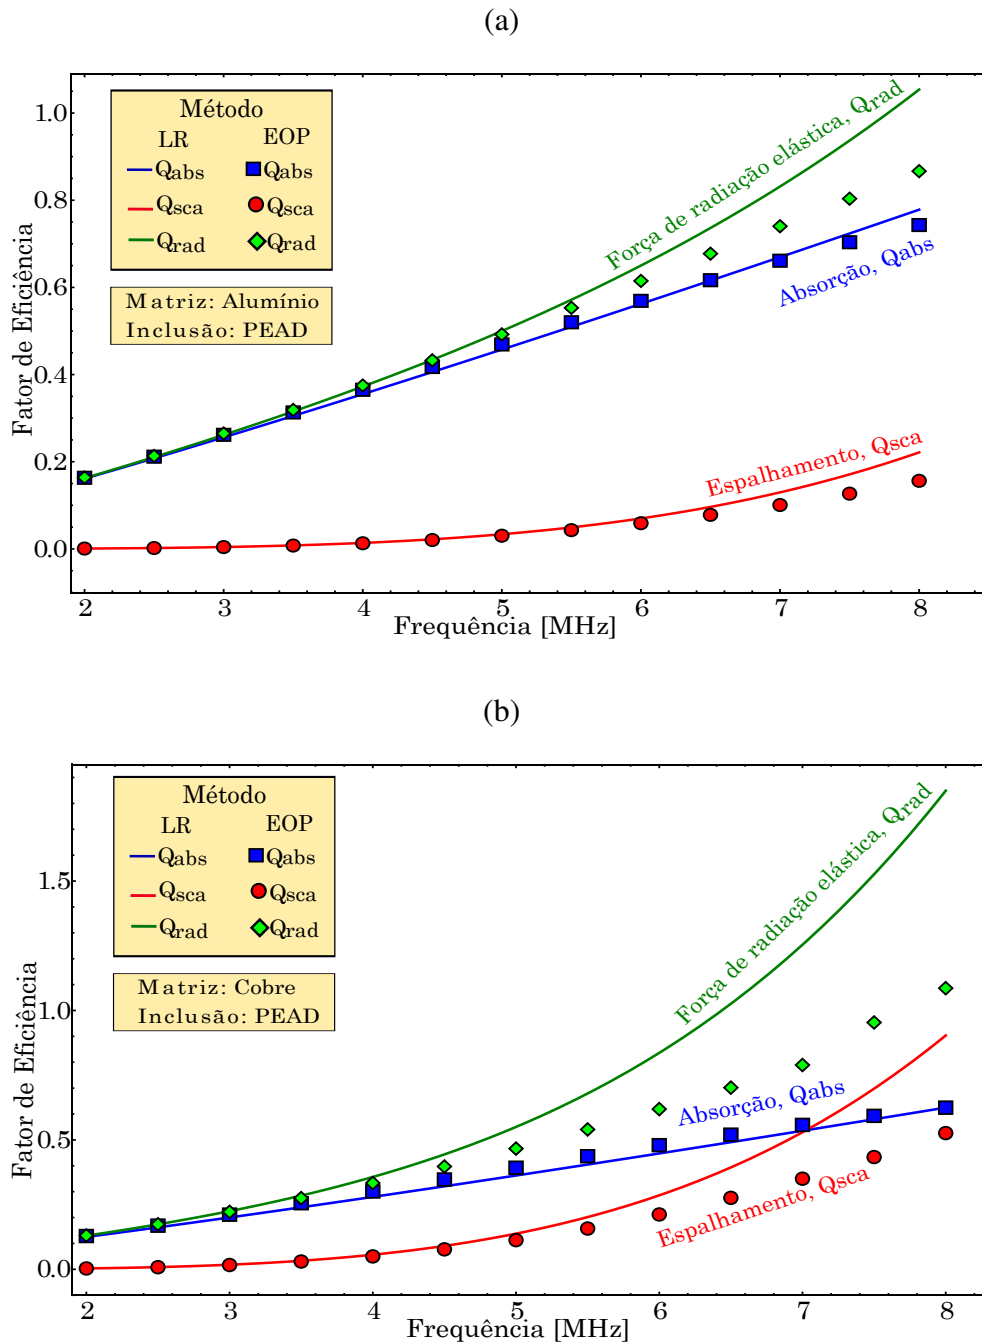 (a)
Método
LR EOP
Qabs Qabs
Qsca Qsca
Qrad Qrad
Matriz: Alumínio
Inclusão: PEAD
Força de radiação elástica, Qrad
Absorção, Qabs
Espalhamento, Qsca
Fator de Eficiência
1.0
0.8
0.6
0.4
0.2
0.0
2 3 4 5 6 7 8
Frequência [MHz]
(b)
Método
LR EOP
Qabs Qabs
Qsca Qsca
Qrad Qrad
Matriz: Cobre
Inclusão: PEAD
Força de radiação elástica, Qrad
Absorção, Qabs
Espalhamento, Qsca
Fator de Eficiência
1.5
1.0
0.5
0.0
2 3 4 5 6 7 8
Frequência [MHz]